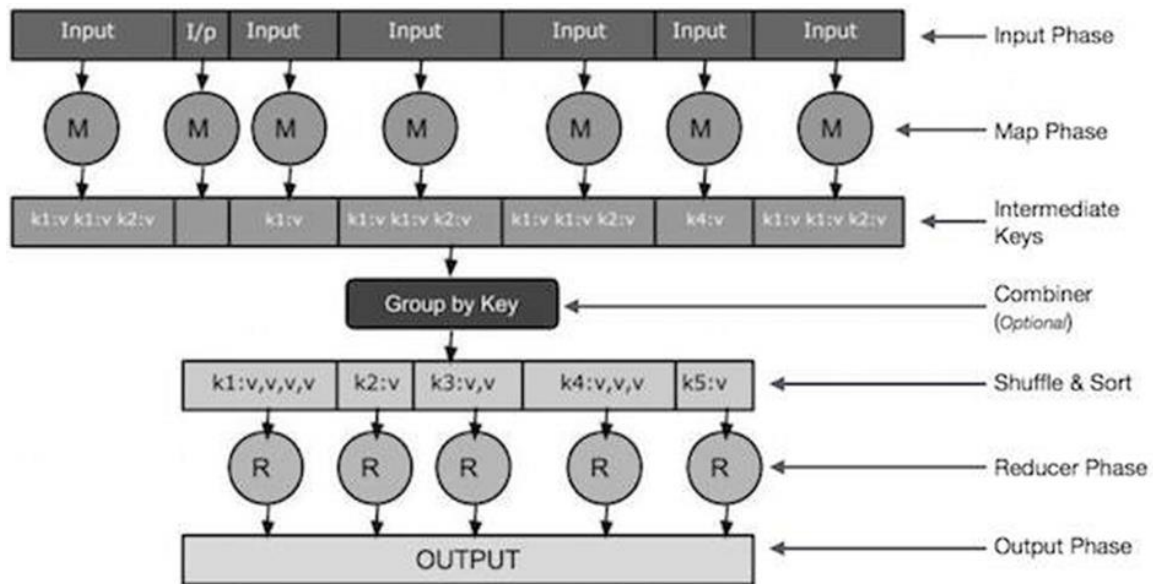 Input I/p Input Input Input Input Input
Input Phase
M M M M M M M
Map Phase
k1:v k1:v k2:v k1:v k1:v k1:v k2:v k1:v k1:v k2:v k4:v k1:v k1:v k2:v
Intermediate
Keys
Group by Key
Combiner
(Optional)
k1:v,v,v,v k2:v k3:v,v k4:v,v,v k5:v
Shuffle & Sort
R R R R R
Reducer Phase
OUTPUT
Output Phase